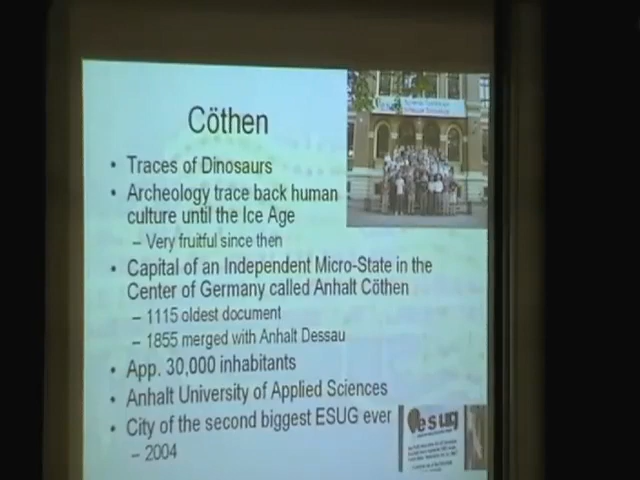 Cöthen
• Traces of Dinosaurs
• Archeology trace back human
culture until the Ice Age
– Very fruitful since then
• Capital of an Independent Micro-State in the
Center of Germany called Anhalt Cöthen
– 1115 oldest document
– 1855 merged with Anhalt Dessau
• App. 30,000 inhabitants
• Anhalt University of Applied Sciences
• City of the second biggest ESUG ever
– 2004
esug